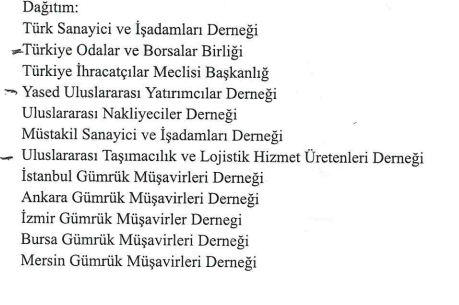 Dağıtım:
Türk Sanayici ve İşadamları Derneği
Türkiye Odalar ve Borsalar Birliği
Türkiye İhracatçılar Meclisi Başkanlığ
Yased Uluslararası Yatırımcılar Derneği
Uluslararası Nakliyeciler Derneği
Müstakil Sanayici ve İşadamları Derneği
Uluslararası Taşımacılık ve Lojistik Hizmet Üretenleri Derneği
İstanbul Gümrük Müşavirleri Derneği
Ankara Gümrük Müşavirleri Derneği
İzmir Gümrük Müşavirler Dernegi
Bursa Gümrük Müşavirleri Derneği
Mersin Gümrük Müşavirleri Derneği